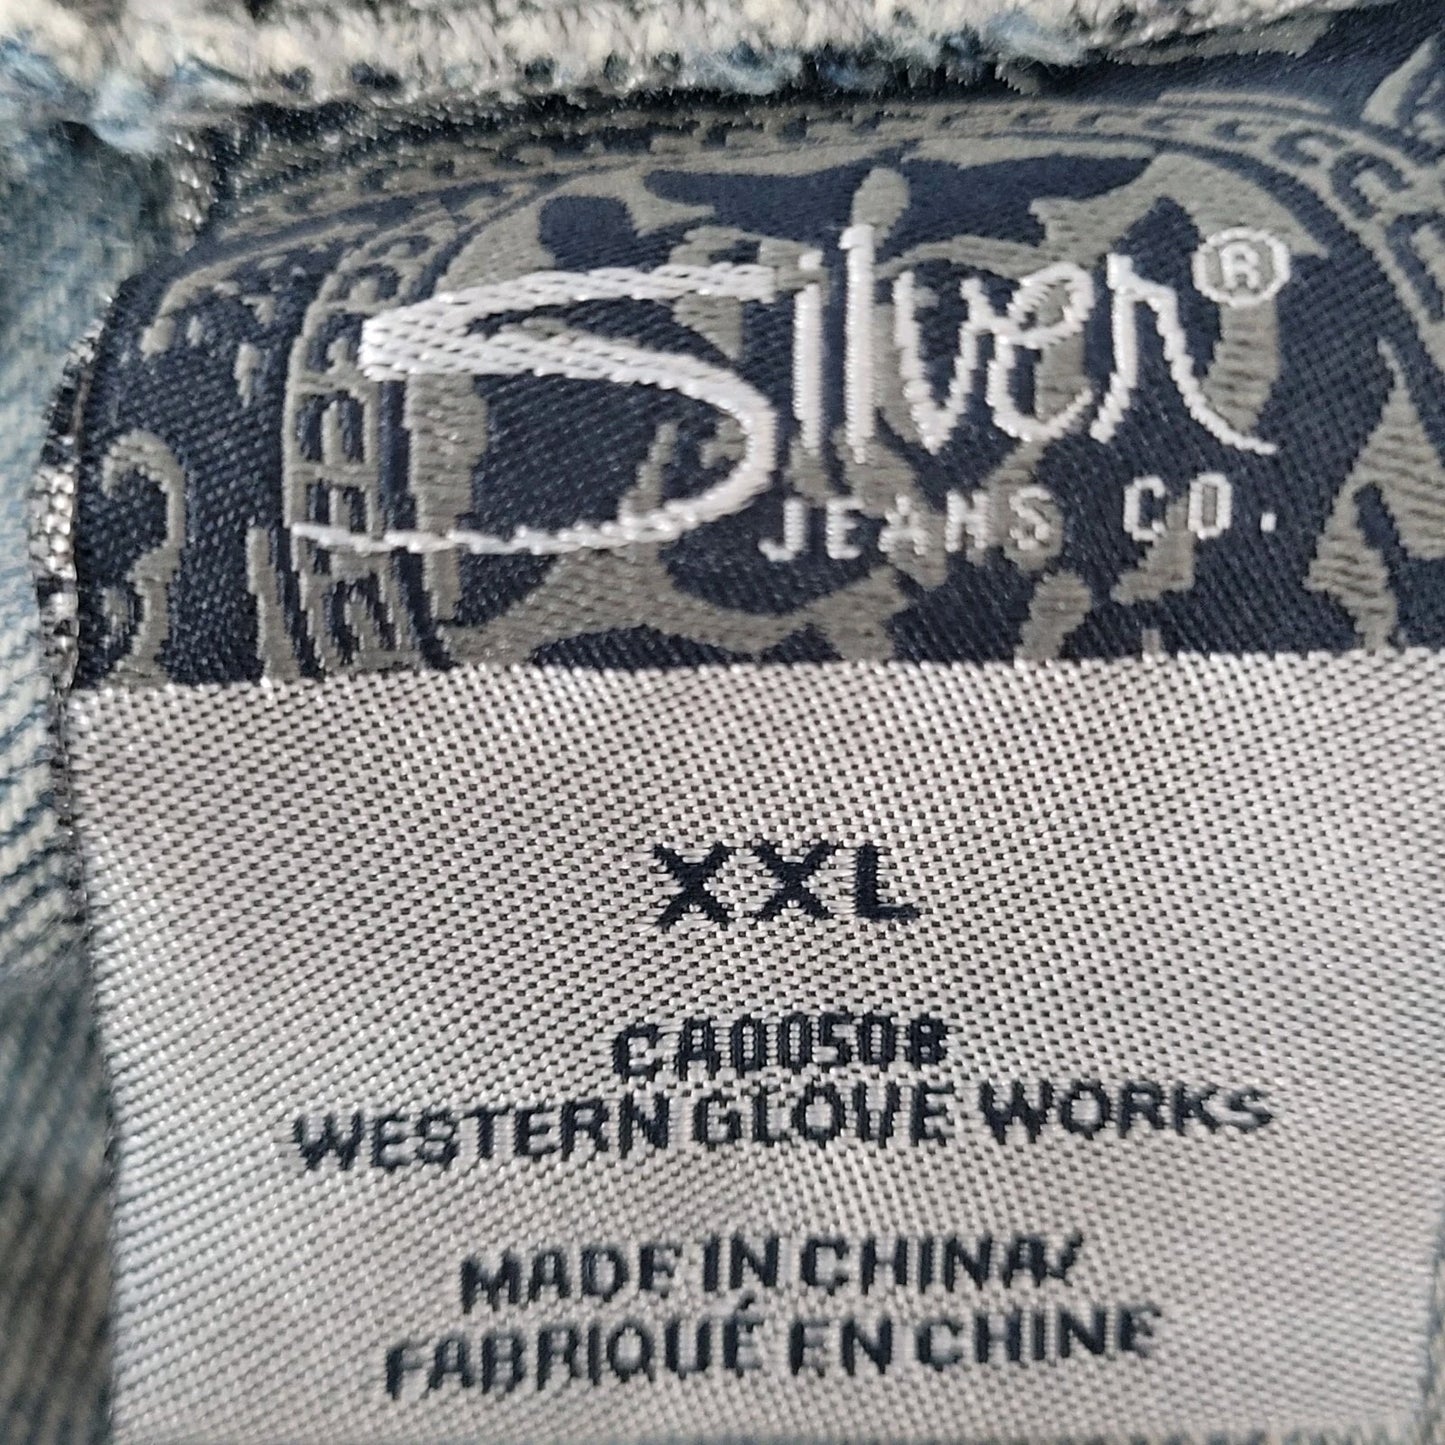 Silver®
JEANS CO.
XXL
CA00508
WESTERN GLOVE WORKS
MADE IN CHINA/
FABRIQUÉ EN CHINE